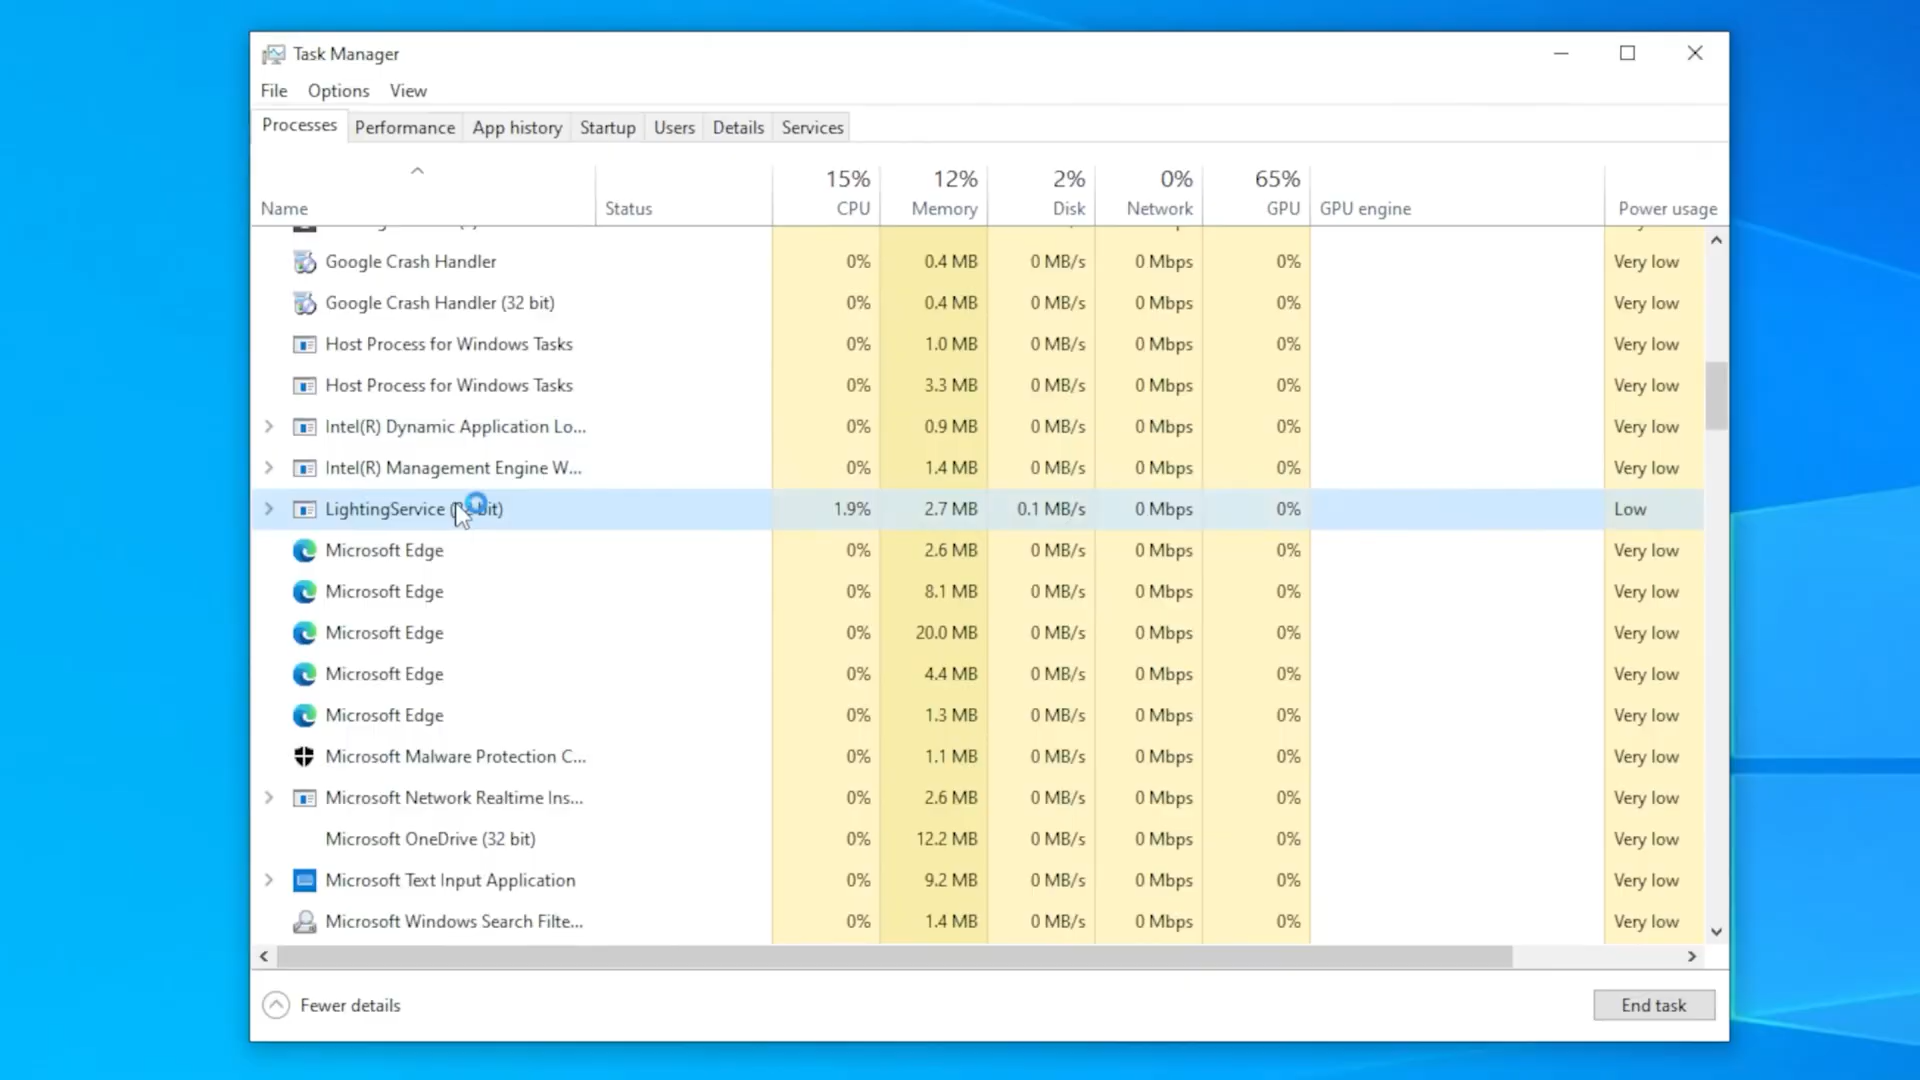 Task Manager
File Options View
Processes Performance App history Startup Users Details Services
15% 12% 2% 0% 65%
Name Status CPU Memory Disk Network GPU GPU engine Power usage
Google Crash Handler 0% 0.4 MB 0 MB/s 0 Mbps 0% Very low
Google Crash Handler (32 bit) 0% 0.4 MB 0 MB/s 0 Mbps 0% Very low
Host Process for Windows Tasks 0% 1.0 MB 0 MB/s 0 Mbps 0% Very low
Host Process for Windows Tasks 0% 3.3 MB 0 MB/s 0 Mbps 0% Very low
Intel(R) Dynamic Application Lo... 0% 0.9 MB 0 MB/s 0 Mbps 0% Very low
Intel(R) Management Engine W... 0% 1.4 MB 0 MB/s 0 Mbps 0% Very low
LightingService bit) 1.9% 2.7 MB 0.1 MB/s 0 Mbps 0% Low
Microsoft Edge 0% 2.6 MB 0 MB/s 0 Mbps 0% Very low
Microsoft Edge 0% 8.1 MB 0 MB/s 0 Mbps 0% Very low
Microsoft Edge 0% 20.0 MB 0 MB/s 0 Mbps 0% Very low
Microsoft Edge 0% 4.4 MB 0 MB/s 0 Mbps 0% Very low
Microsoft Edge 0% 1.3 MB 0 MB/s 0 Mbps 0% Very low
Microsoft Malware Protection C... 0% 1.1 MB 0 MB/s 0 Mbps 0% Very low
Microsoft Network Realtime Ins... 0% 2.6 MB 0 MB/s 0 Mbps 0% Very low
Microsoft OneDrive (32 bit) 0% 12.2 MB 0 MB/s 0 Mbps 0% Very low
Microsoft Text Input Application 0% 9.2 MB 0 MB/s 0 Mbps 0% Very low
Microsoft Windows Search Filte... 0% 1.4 MB 0 MB/s 0 Mbps 0% Very low
Fewer details End task